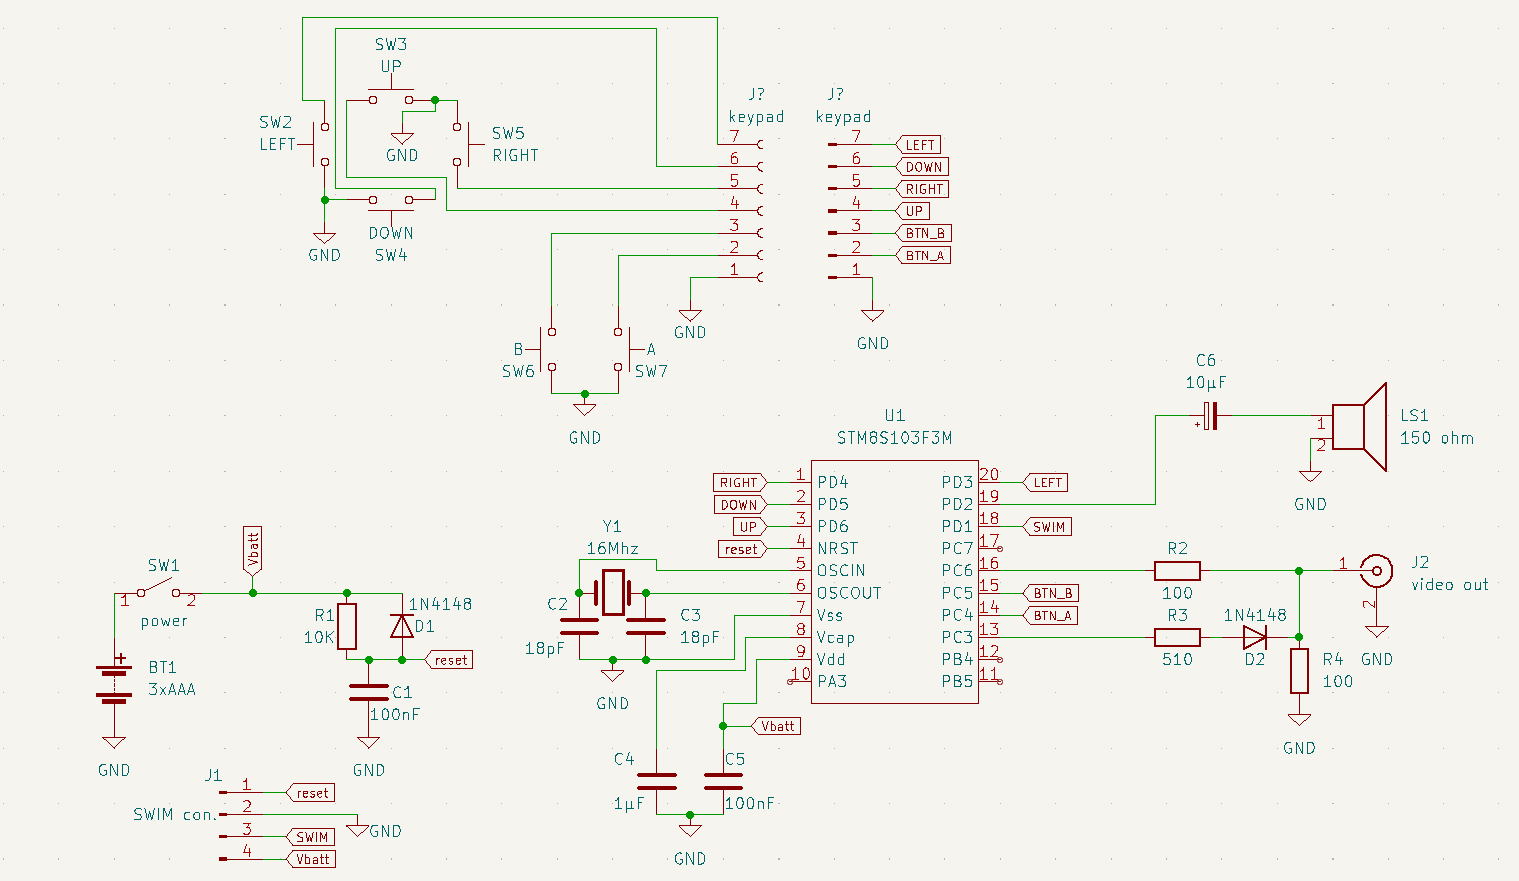 SW3
UP
SW2
LEFT
GND
SW5
RIGHT
GND
DOWN
SW4
J?
keypad
7
6
5
4
3
2
1
GND
J?
keypad
7 LEFT
6 DOWN
5 RIGHT
4 UP
3 BTN_B
2 BTN_A
1
GND
B
SW6
A
SW7
GND
C6
10µF
+
LS1
150 ohm
1
2
GND
U1
STM8S103F3M
RIGHT 1 PD4
DOWN 2 PD5
UP 3 PD6
reset 4 NRST
5 OSCIN
6 OSCOUT
7 Vss
8 Vcap
9 Vdd
10 PA3
PD3 20 LEFT
PD2 19
PD1 18 SWIM
PC7 17
PC6 16
PC5 15 BTN_B
PC4 14 BTN_A
PC3 13
PB4 12
PB5 11
Y1
16Mhz
C2
18pF
C3
18pF
GND
Vbatt
SW1
1 2
power
+
BT1
3xAAA
GND
R1
10K
1N4148
D1
reset
C1
100nF
GND
R2
100
R3
510
1N4148
D2
R4
100
GND
1
J2
video out
2
GND
Vbatt
C4
1µF
C5
100nF
GND
J1
SWIM con.
1 reset
2 GND
3 SWIM
4 Vbatt